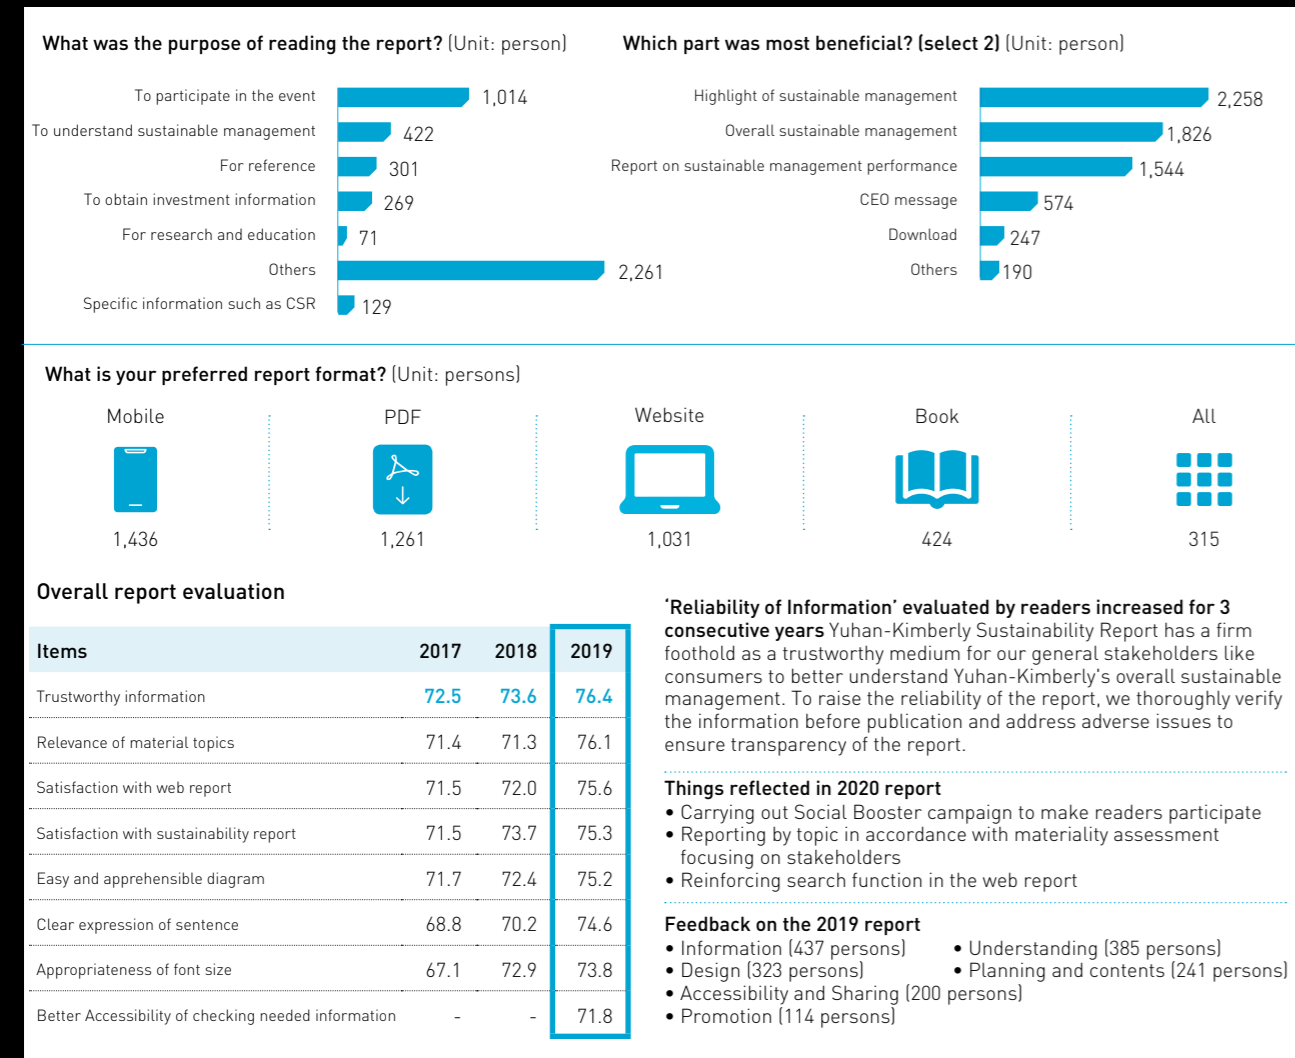 What was the purpose of reading the report? (Unit: person)
To participate in the event 1,014
To understand sustainable management 422
For reference 301
To obtain investment information 269
For research and education 71
Others 2,261
Specific information such as CSR 129
Which part was most beneficial? (select 2) (Unit: person)
Highlight of sustainable management 2,258
Overall sustainable management 1,826
Report on sustainable management performance 1,544
CEO message 574
Download 247
Others 190
What is your preferred report format? (Unit: persons)
Mobile PDF Website Book All
1,436 1,261 1,031 424 315
Overall report evaluation
Items 2017 2018 2019
Trustworthy information 72.5 73.6 76.4
Relevance of material topics 71.4 71.3 76.1
Satisfaction with web report 71.5 72.0 75.6
Satisfaction with sustainability report 71.5 73.7 75.3
Easy and apprehensible diagram 71.7 72.4 75.2
Clear expression of sentence 68.8 70.2 74.6
Appropriateness of font size 67.1 72.9 73.8
Better Accessibility of checking needed information - - 71.8
‘Reliability of Information’ evaluated by readers increased for 3
consecutive years Yuhan-Kimberly Sustainability Report has a firm
foothold as a trustworthy medium for our general stakeholders like
consumers to better understand Yuhan-Kimberly's overall sustainable
management. To raise the reliability of the report, we thoroughly verify
the information before publication and address adverse issues to
ensure transparency of the report.
Things reflected in 2020 report
• Carrying out Social Booster campaign to make readers participate
• Reporting by topic in accordance with materiality assessment
focusing on stakeholders
• Reinforcing search function in the web report
Feedback on the 2019 report
• Information (437 persons) • Understanding (385 persons)
• Design (323 persons) • Planning and contents (241 persons)
• Accessibility and Sharing (200 persons)
• Promotion (114 persons)